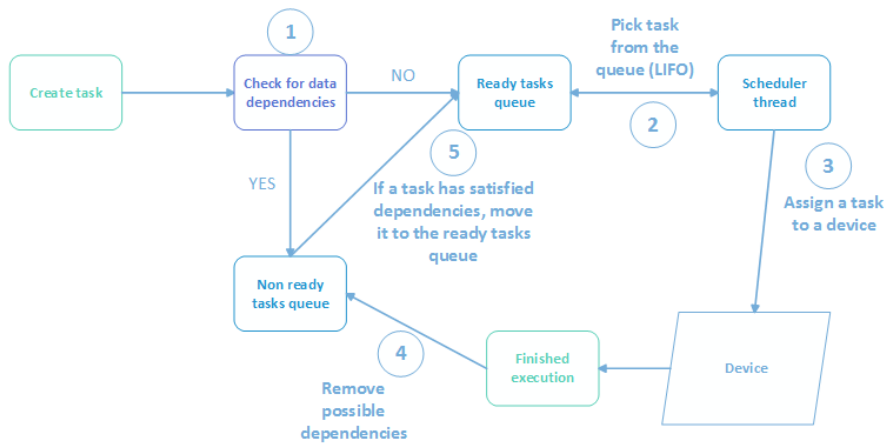 1
Create task
Check for data
dependencies
NO
Ready tasks
queue
Pick task
from the
queue (LIFO)
2
Scheduler
thread
YES
5
If a task has satisfied
dependencies, move
it to the ready tasks
queue
3
Assign a task
to a device
Non ready
tasks queue
4
Remove
possible
dependencies
Finished
execution
Device